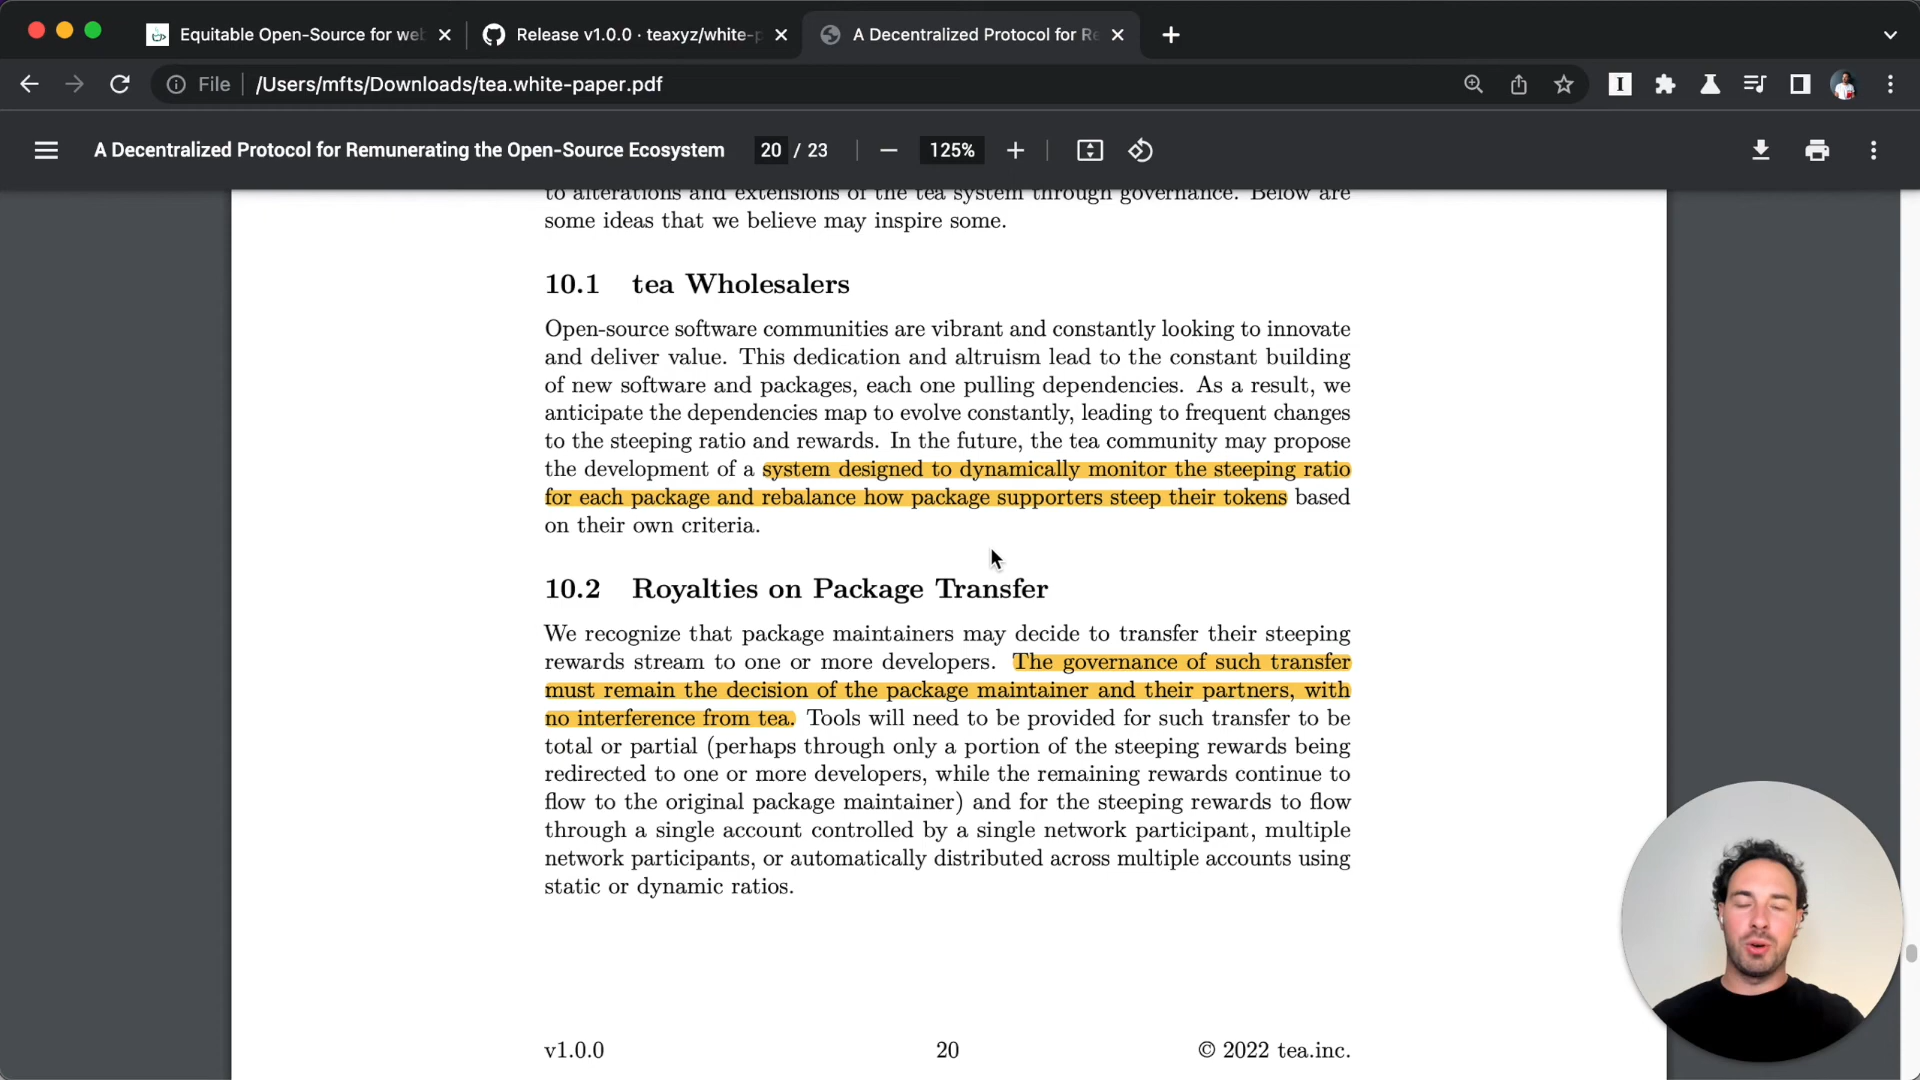 Equitable Open-Source for web
Release v1.0.0 · teaxyz/white-p
A Decentralized Protocol for Re
File
/Users/mfts/Downloads/tea.white-paper.pdf
A Decentralized Protocol for Remunerating the Open-Source Ecosystem
20 / 23
125%
to alterations and extensions of the tea system through governance. Below are
some ideas that we believe may inspire some.
10.1 tea Wholesalers
Open-source software communities are vibrant and constantly looking to innovate
and deliver value. This dedication and altruism lead to the constant building
of new software and packages, each one pulling dependencies. As a result, we
anticipate the dependencies map to evolve constantly, leading to frequent changes
to the steeping ratio and rewards. In the future, the tea community may propose
the development of a system designed to dynamically monitor the steeping ratio
for each package and rebalance how package supporters steep their tokens based
on their own criteria.
10.2 Royalties on Package Transfer
We recognize that package maintainers may decide to transfer their steeping
rewards stream to one or more developers. The governance of such transfer
must remain the decision of the package maintainer and their partners, with
no interference from tea. Tools will need to be provided for such transfer to be
total or partial (perhaps through only a portion of the steeping rewards being
redirected to one or more developers, while the remaining rewards continue to
flow to the original package maintainer) and for the steeping rewards to flow
through a single account controlled by a single network participant, multiple
network participants, or automatically distributed across multiple accounts using
static or dynamic ratios.
v1.0.0
20
© 2022 tea.inc.